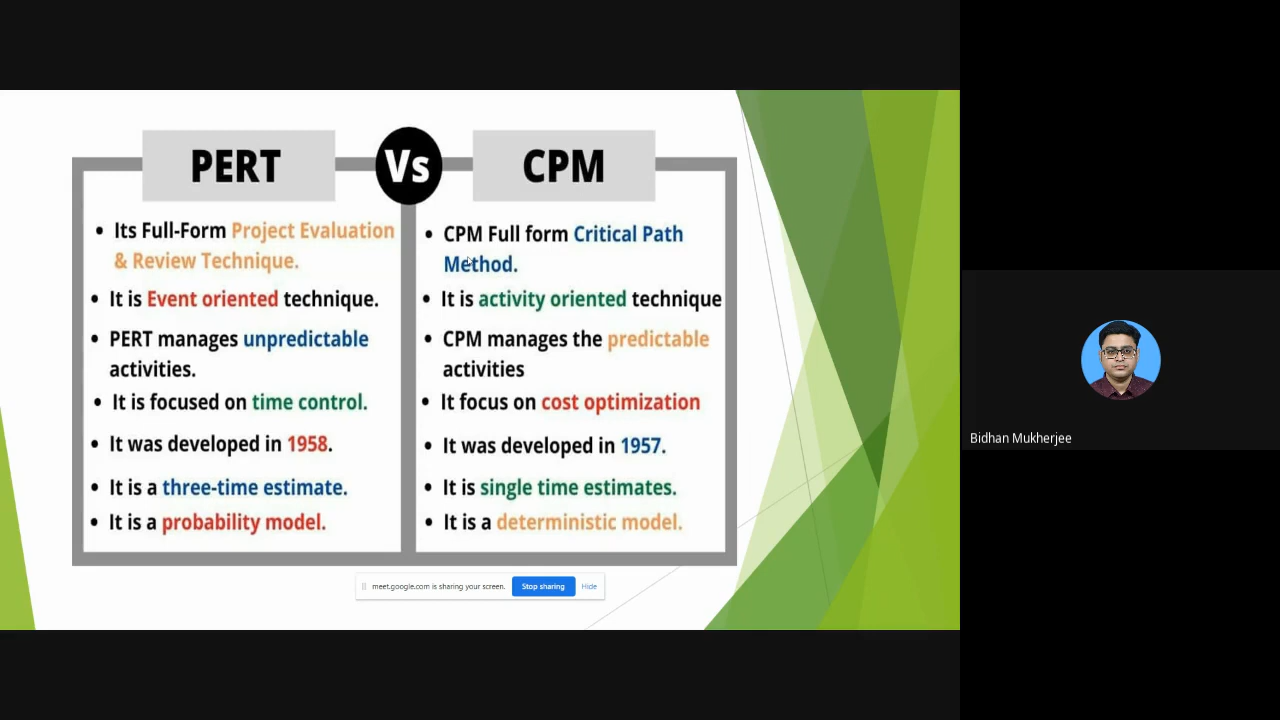 PERT
Vs
CPM
• Its Full-Form Project Evaluation
& Review Technique.
• It is Event oriented technique.
• PERT manages unpredictable
activities.
• It is focused on time control.
• It was developed in 1958.
• It is a three-time estimate.
• It is a probability model.
• CPM Full form Critical Path
Method.
• It is activity oriented technique
• CPM manages the predictable
activities
• It focus on cost optimization
• It was developed in 1957.
• It is single time estimates.
• It is a deterministic model.
meet.google.com is sharing your screen. Stop sharing Hide
Bidhan Mukherjee